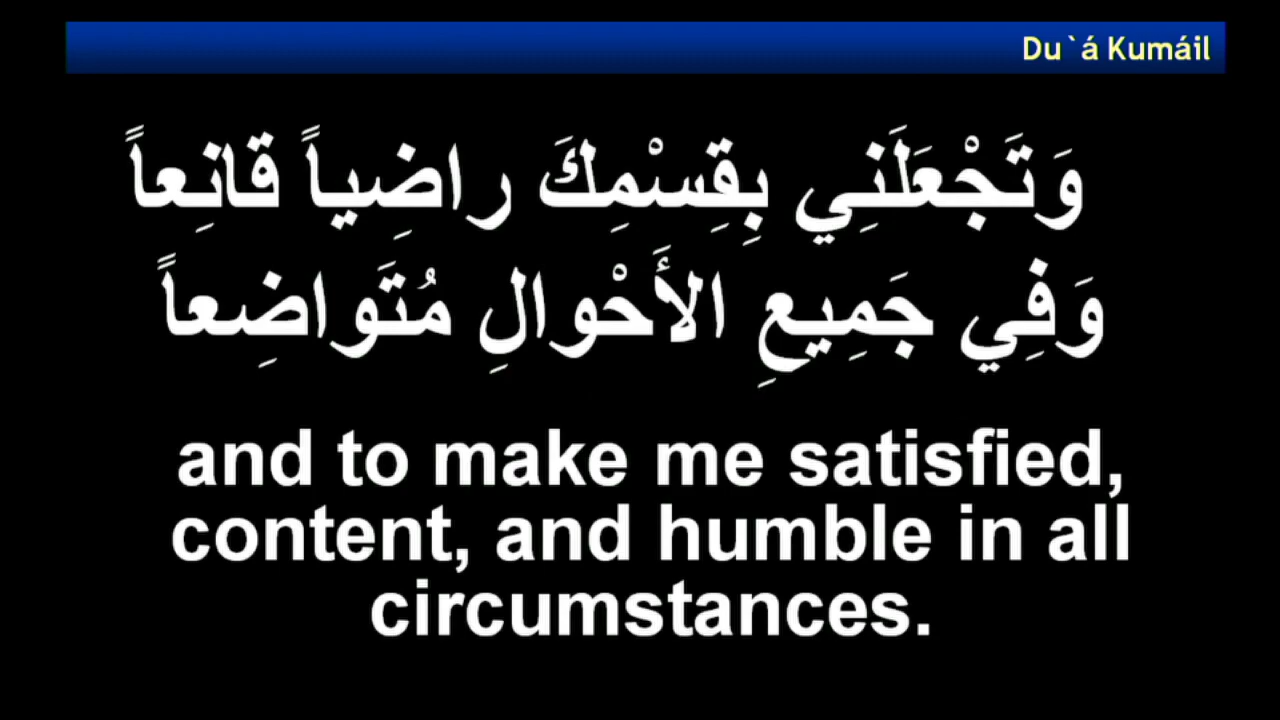 Du`á Kumáil
وَتَجْعَلَنِي بِقِسْمِكَ راضِياً قانِعاً
وَفِي جَمِيعِ الأَحْوالِ مُتَواضِعاً
and to make me satisfied,
content, and humble in all
circumstances.